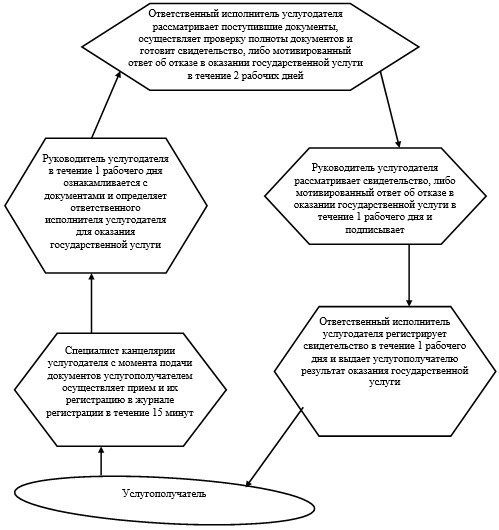 Ответственный исполнитель услугодателя
рассматривает поступившие документы,
осуществляет проверку полноты документов и
готовит свидетельство, либо мотивированный
ответ об отказе в оказании государственной услуги
в течение 2 рабочих дней
Руководитель услугодателя
в течение 1 рабочего дня
ознакамливается с
документами и определяет
ответственного
исполнителя услугодателя
для оказания
государственной услуги
Руководитель услугодателя
рассматривает свидетельство, либо
мотивированный ответ об отказе в
оказании государственной услуги в
течение 1 рабочего дня и
подписывает
Специалист канцелярии
услугодателя с момента подачи
документов услугополучателем
осуществляет прием и их
регистрацию в журнале
регистрации в течение 15 минут
Ответственный исполнитель
услугодателя регистрирует
свидетельство в течение 1 рабочего
дня и выдает услугополучателю
результат оказания государственной
услуги
Услугополучатель